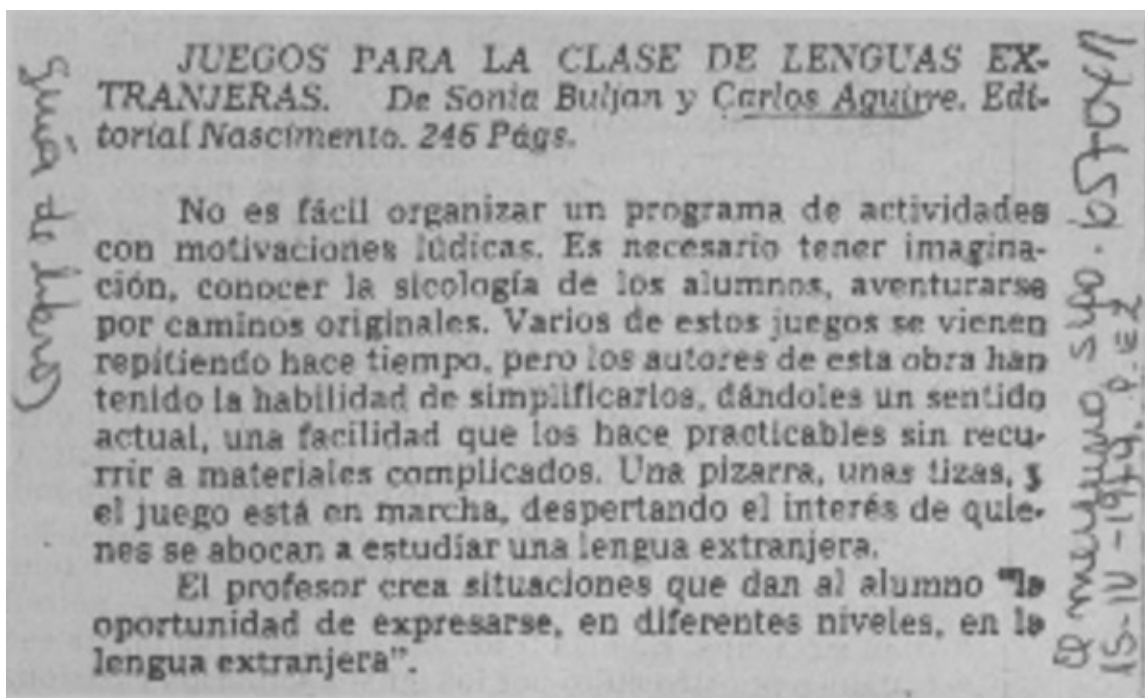 JUEGOS PARA LA CLASE DE LENGUAS EX-
TRANJERAS. De Sonia Buljan y Carlos Aguirre. Edi-
torial Nascimento. 246 Págs.
No es fácil organizar un programa de actividades
con motivaciones lúdicas. Es necesario tener imagina-
ción, conocer la sicología de los alumnos, aventurarse
por caminos originales. Varios de estos juegos se vienen
repitiendo hace tiempo, pero los autores de esta obra han
tenido la habilidad de simplificarlos, dándoles un sentido
actual, una facilidad que los hace practicables sin recu-
rrir a materiales complicados. Una pizarra, unas tizas, y
el juego está en marcha, despertando el interés de quie-
nes se abocan a estudiar una lengua extranjera.
El profesor crea situaciones que dan al alumno "la
oportunidad de expresarse, en diferentes niveles, en la
lengua extranjera".
Guía de libros
El mercurio stgo. 657041
15-IV-1979. p. E2